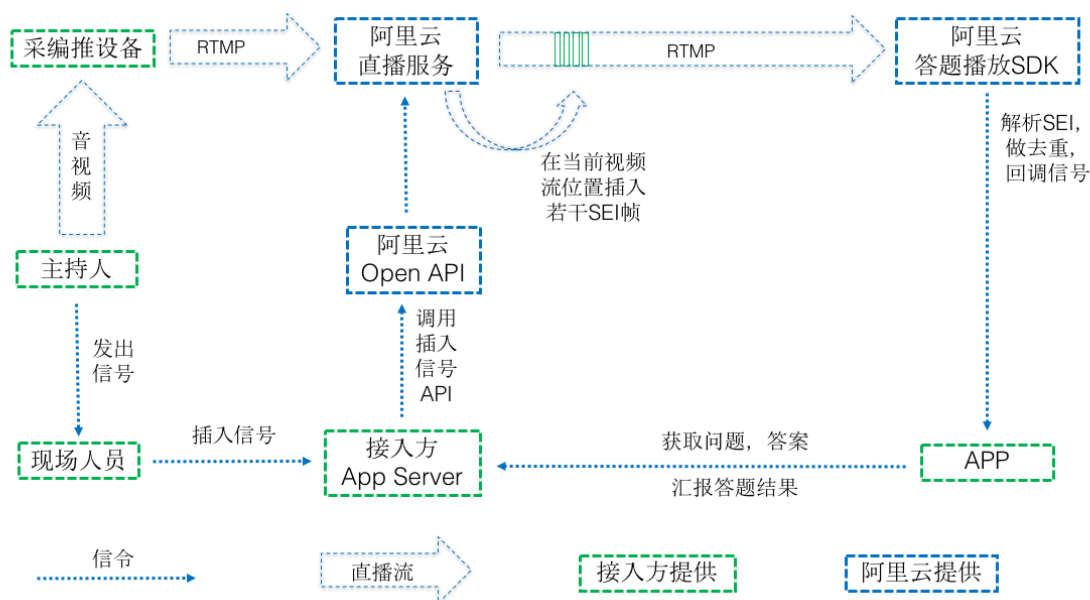 采编推设备
RTMP
阿里云
直播服务
RTMP
阿里云
答题播放SDK
音
视
频
在当前视频
流位置插入
若干SEI帧
解析SEI，
做去重，
回调信号
主持人
阿里云
Open API
发出
信号
调用
插入
信号
API
现场人员
插入信号
接入方
App Server
获取问题，答案
汇报答题结果
APP
信令
直播流
接入方提供
阿里云提供